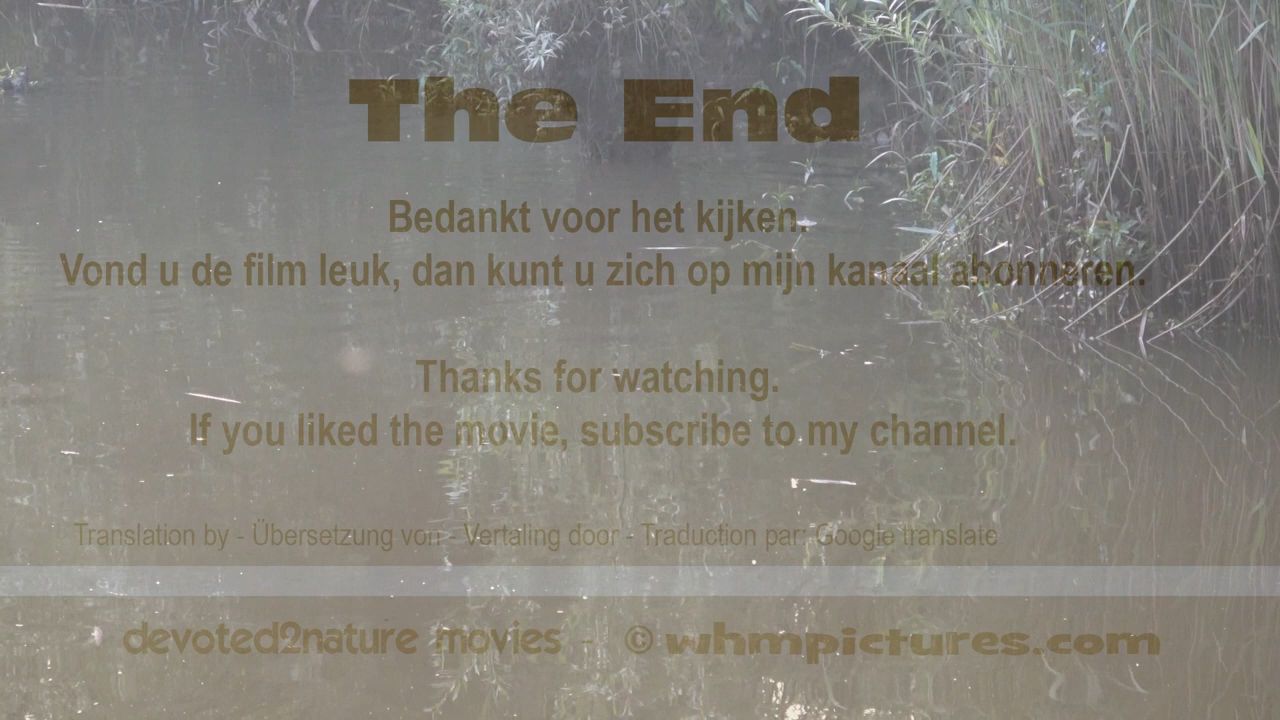 The End
Bedankt voor het kijken.
Vond u de film leuk, dan kunt u zich op mijn kanaal abonneren.
Thanks for watching.
If you liked the movie, subscribe to my channel.
Translation by - Übersetzung von - Vertaling door - Traduction par: Google translate
devoted2nature movies - © whmpictures.com